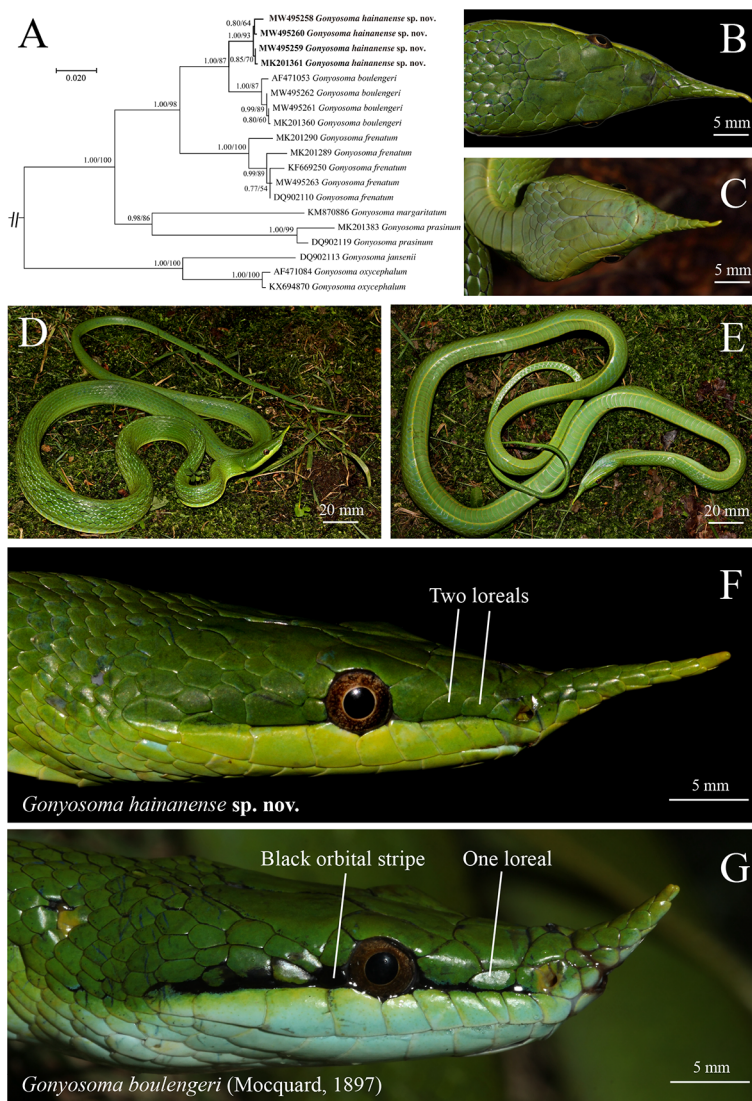 A
MW495258 Gonyosoma hainanense sp. nov.
0.80/64
MW495260 Gonyosoma hainanense sp. nov.
1.00/93
MW495259 Gonyosoma hainanense sp. nov.
1.00/87
0.85/70
MK201361 Gonyosoma hainanense sp. nov.
0.020
AF471053 Gonyosoma boulengeri
1.00/87
MW495262 Gonyosoma boulengeri
1.00/98
0.99/89
MW495261 Gonyosoma boulengeri
0.80/60
MK201360 Gonyosoma boulengeri
MK201290 Gonyosoma frenatum
1.00/100
MK201289 Gonyosoma frenatum
1.00/100
KF669250 Gonyosoma frenatum
0.99/89
MW495263 Gonyosoma frenatum
0.77/54
DQ902110 Gonyosoma frenatum
KM870886 Gonyosoma margaritatum
0.98/86
MK201383 Gonyosoma prasinum
1.00/99
DQ902119 Gonyosoma prasinum
DQ902113 Gonyosoma jansenii
1.00/100
AF471084 Gonyosoma oxycephalum
1.00/100
KX694870 Gonyosoma oxycephalum
B
5 mm
C
5 mm
D
20 mm
E
20 mm
F
Two loreals
5 mm
Gonyosoma hainanense sp. nov.
G
Black orbital stripe
One loreal
5 mm
Gonyosoma boulengeri (Mocquard, 1897)